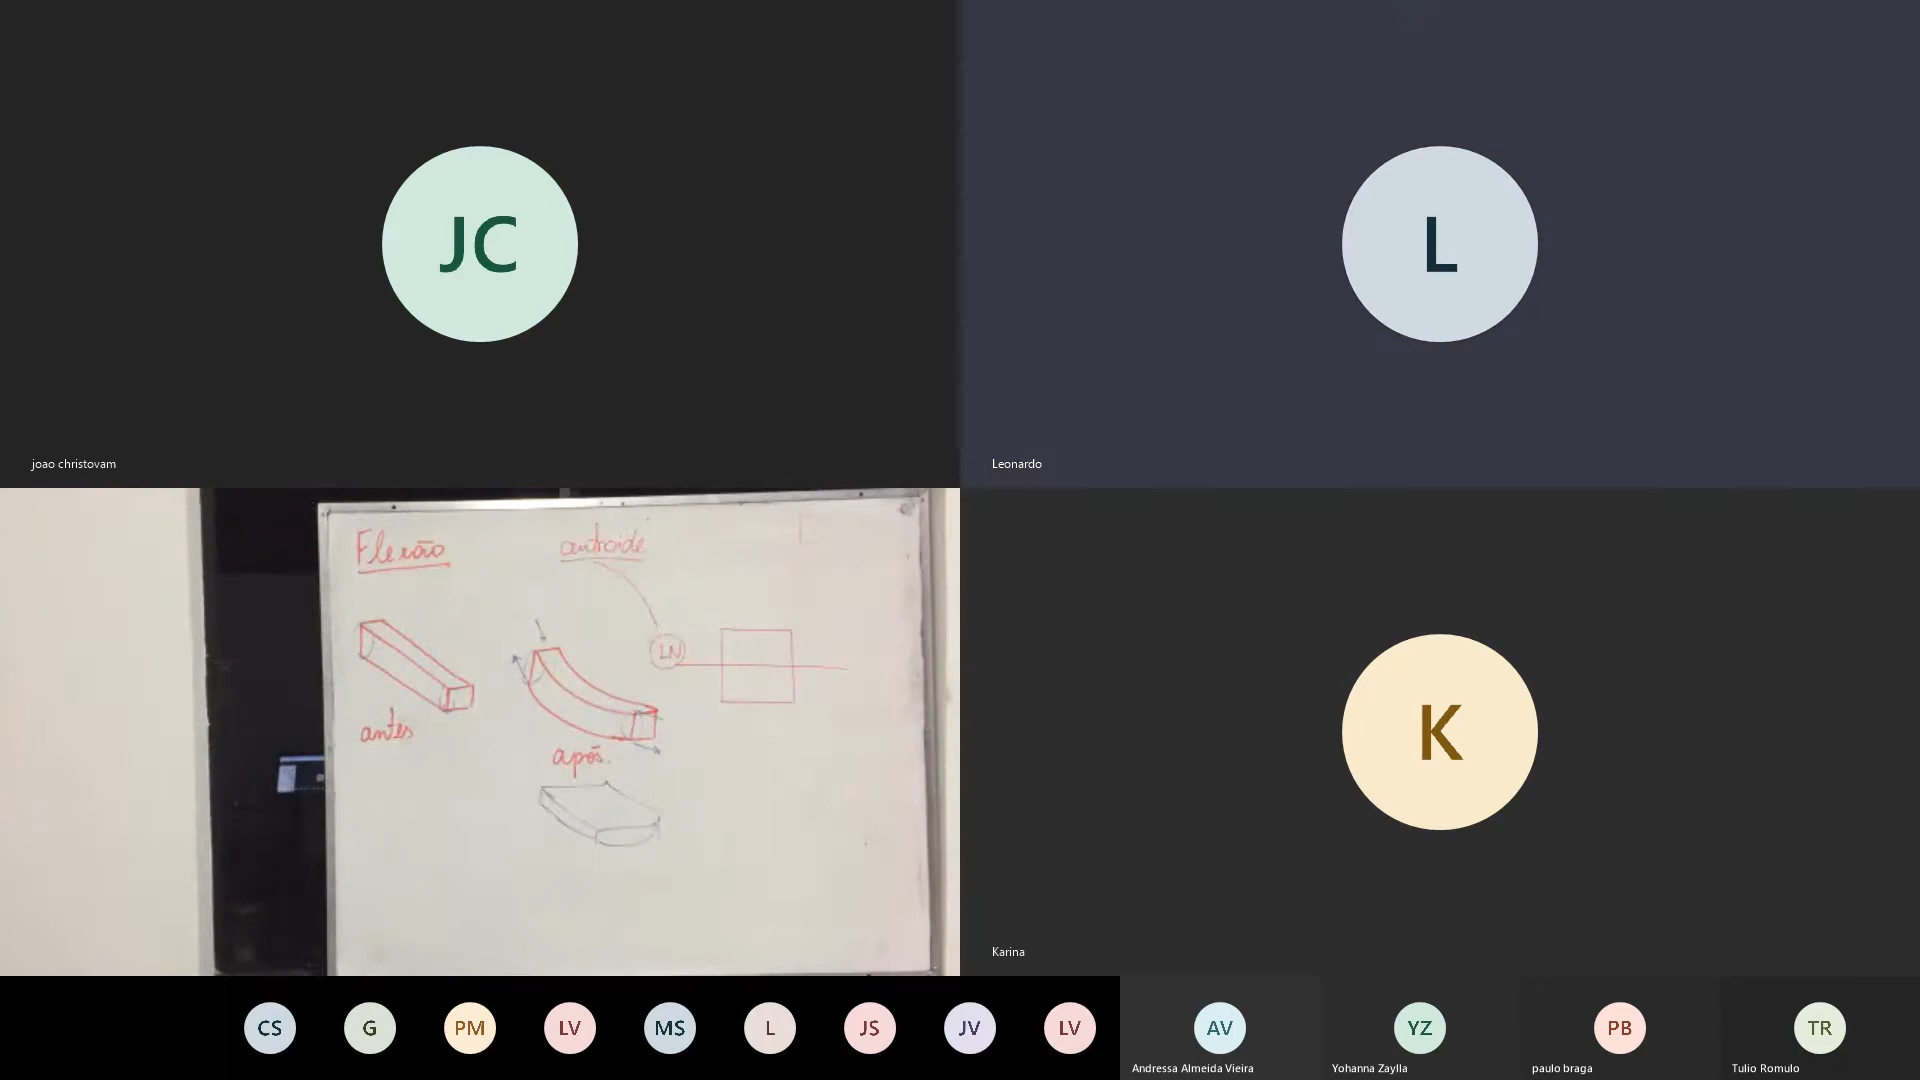 JC
L
joao christovam
Leonardo
Flexão
centroide
LN
antes
após.
K
Karina
CS
G
PM
LV
MS
L
JS
JV
LV
AV
YZ
PB
TR
Andressa Almeida Vieira
Yohanna Zaylla
paulo braga
Tulio Romulo